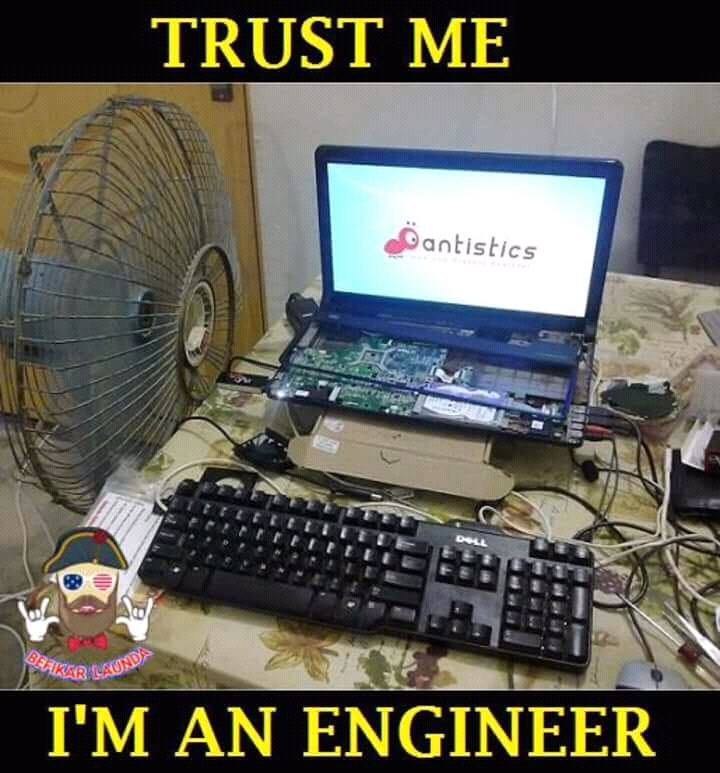 TRUST ME
antistics
DELL
BEFIKAR LAUNDA
I'M AN ENGINEER